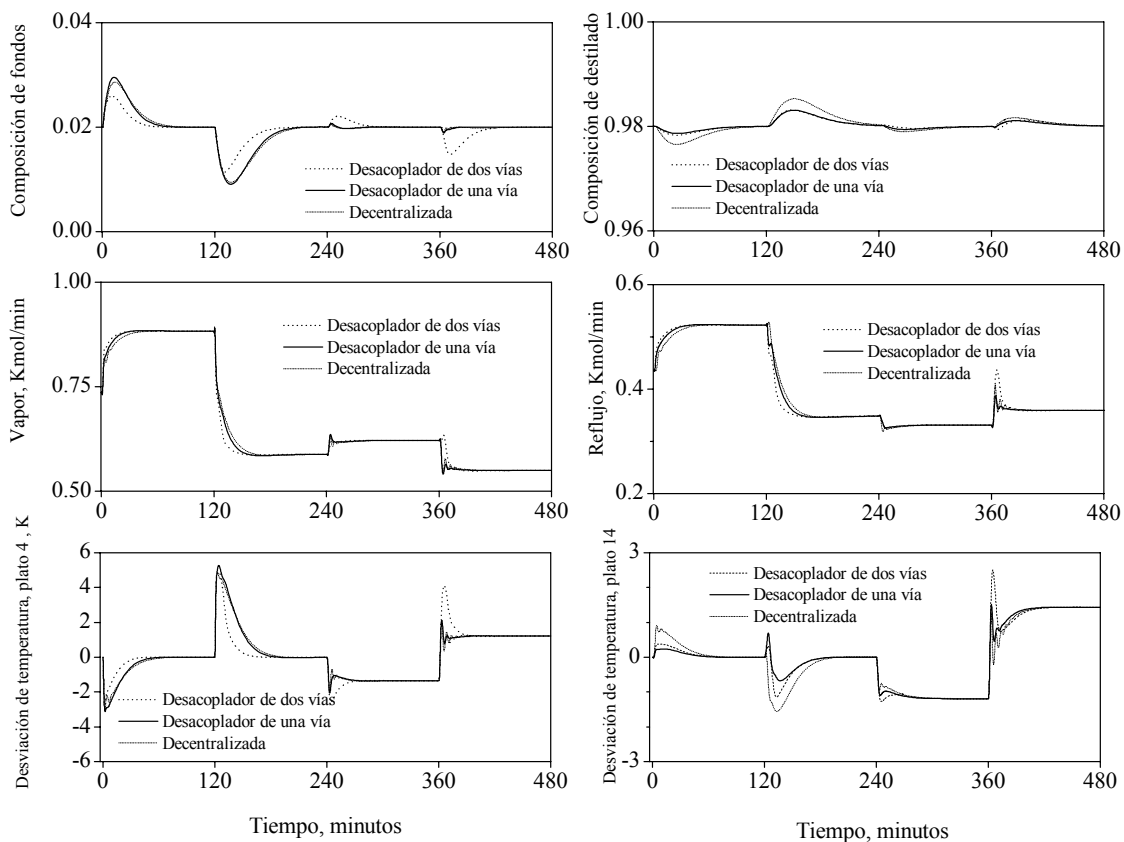 Composición de fondos
0.04
0.02
0.00
0
120
240
360
480
Desacoplador de dos vías
Desacoplador de una vía
Decentralizada
Composición de destilado
1.00
0.98
0.96
0
120
240
360
480
Desacoplador de dos vías
Desacoplador de una vía
Decentralizada
Vapor, Kmol/min
1.00
0.75
0.50
0
120
240
360
480
Desacoplador de dos vías
Desacoplador de una vía
Decentralizada
Reflujo, Kmol/min
0.6
0.4
0.2
0
120
240
360
480
Desacoplador de dos vías
Desacoplador de una vía
Decentralizada
Desviación de temperatura, plato 4 , K
6
4
2
0
-2
-4
-6
0
120
240
360
480
Desacoplador de dos vías
Desacoplador de una vía
Decentralizada
Tiempo, minutos
Desviación de temperatura, plato 14
3
0
-3
0
120
240
360
480
Desacoplador de dos vías
Desacoplador de una vía
Decentralizada
Tiempo, minutos